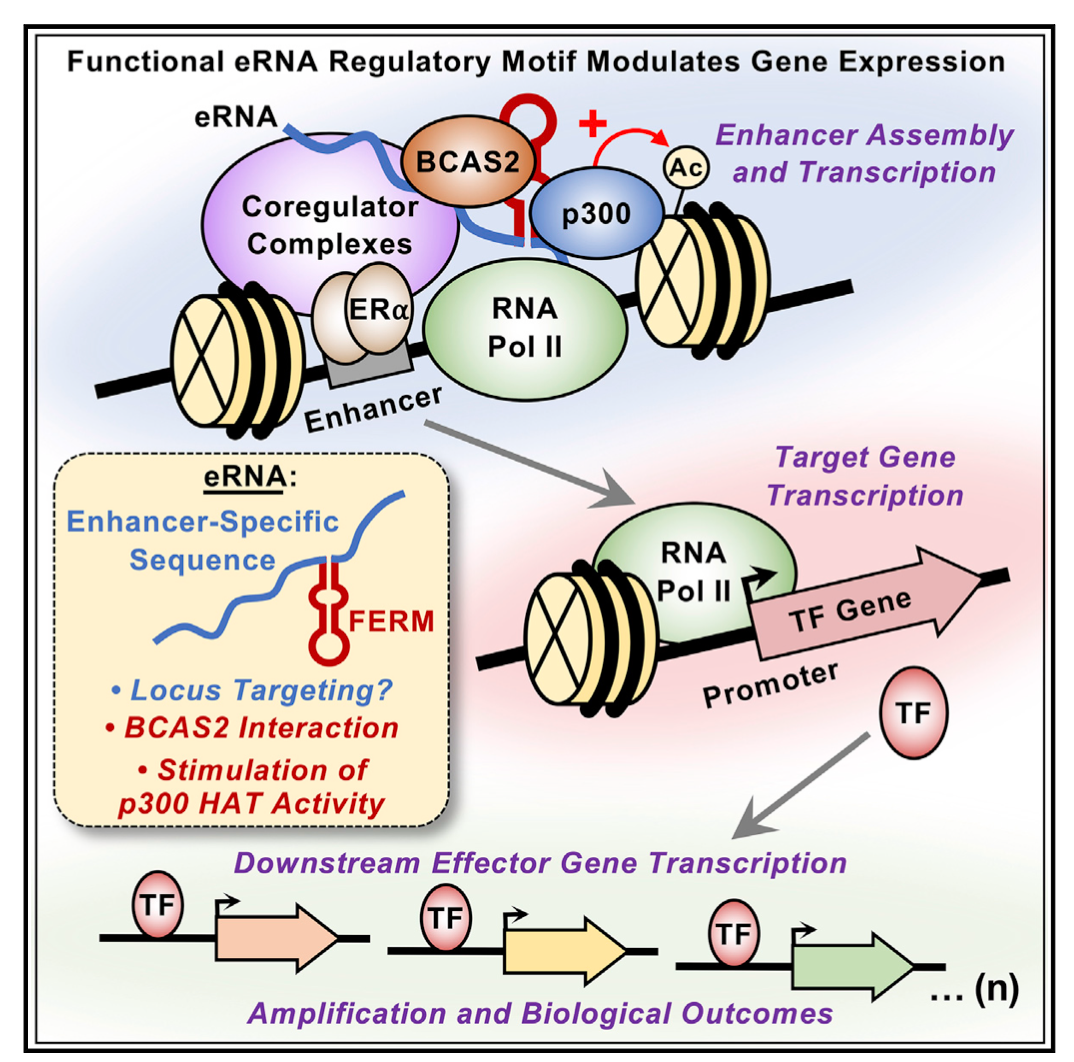 Functional eRNA Regulatory Motif Modulates Gene Expression
eRNA
BCAS2
+
Ac
Enhancer Assembly
and Transcription
Coregulator
Complexes
p300
ERα
RNA
Pol II
Enhancer
eRNA:
Enhancer-Specific
Sequence
FERM
• Locus Targeting?
• BCAS2 Interaction
• Stimulation of
p300 HAT Activity
Target Gene
Transcription
RNA
Pol II
TF Gene
Promoter
TF
Downstream Effector Gene Transcription
TF
TF
TF
... (n)
Amplification and Biological Outcomes